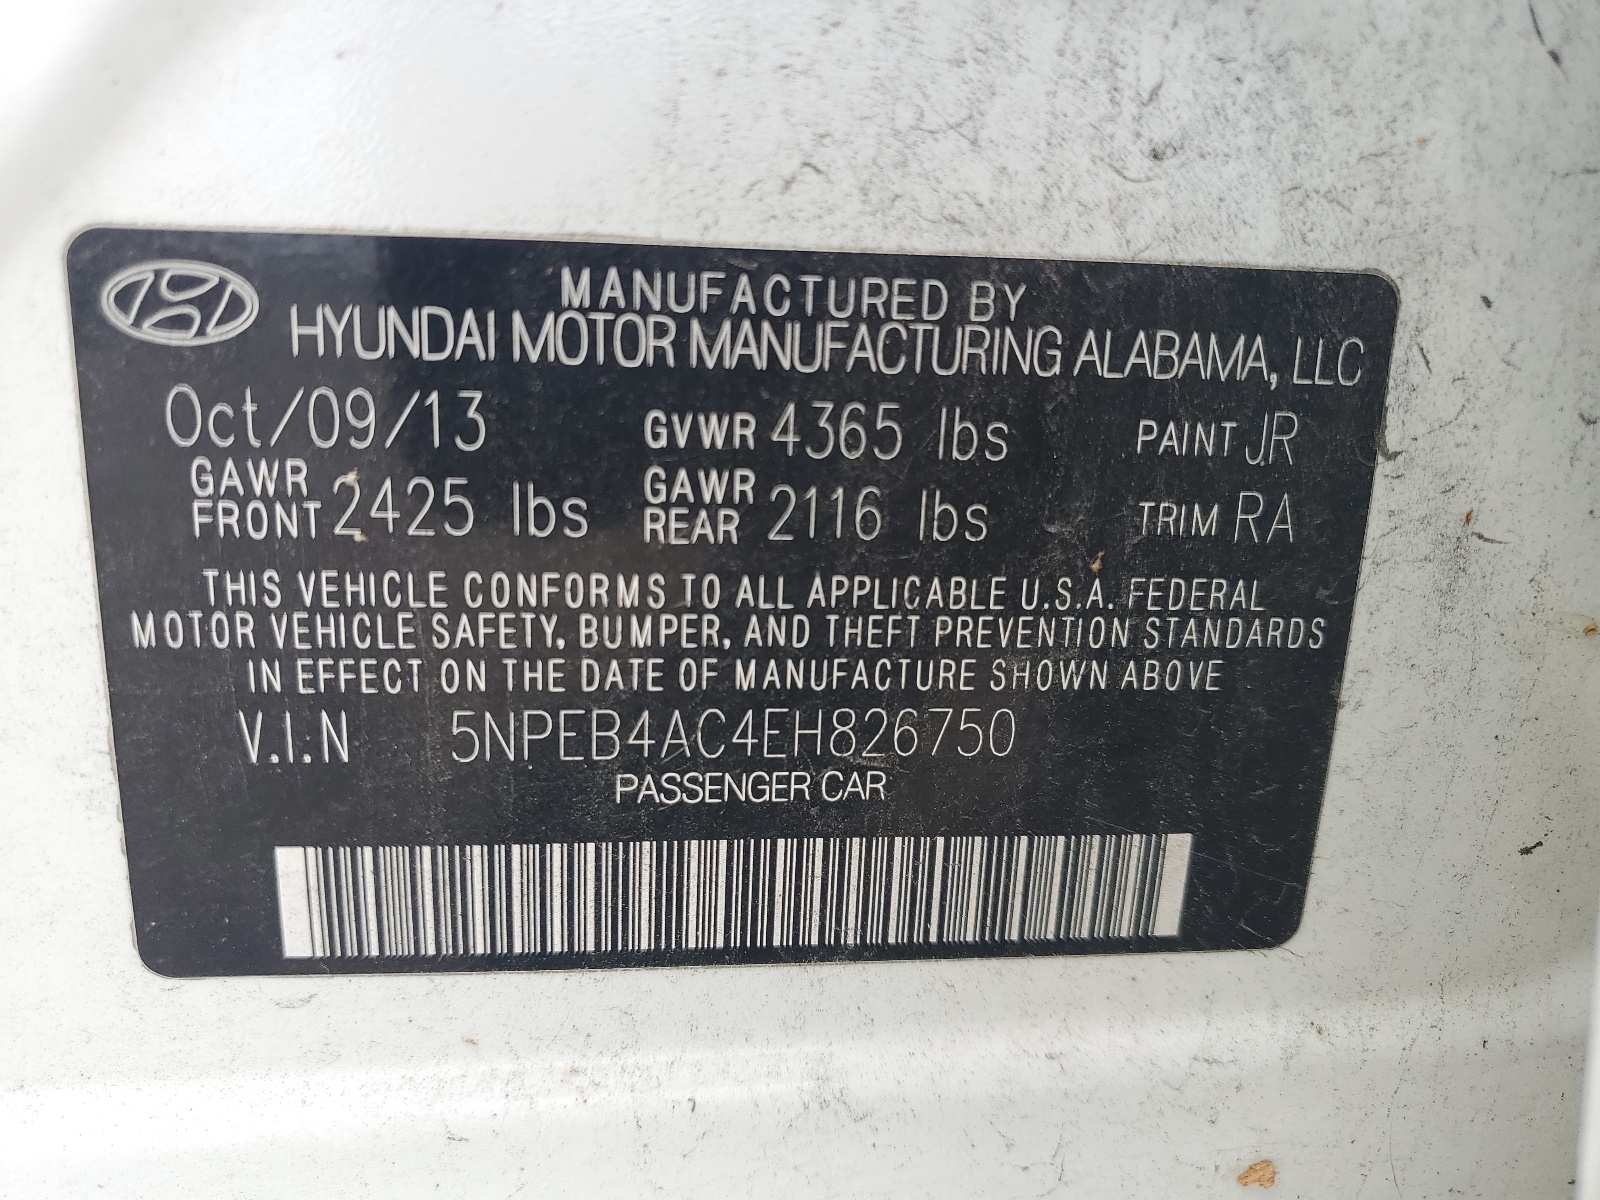 MANUFACTURED BY
HYUNDAI MOTOR MANUFACTURING ALABAMA, LLC
Oct/09/13 GVWR 4365 lbs PAINT JR
GAWR FRONT 2425 lbs GAWR REAR 2116 lbs TRIM RA
THIS VEHICLE CONFORMS TO ALL APPLICABLE U.S.A. FEDERAL
MOTOR VEHICLE SAFETY, BUMPER, AND THEFT PREVENTION STANDARDS
IN EFFECT ON THE DATE OF MANUFACTURE SHOWN ABOVE
V.I.N 5NPEB4AC4EH826750
PASSENGER CAR